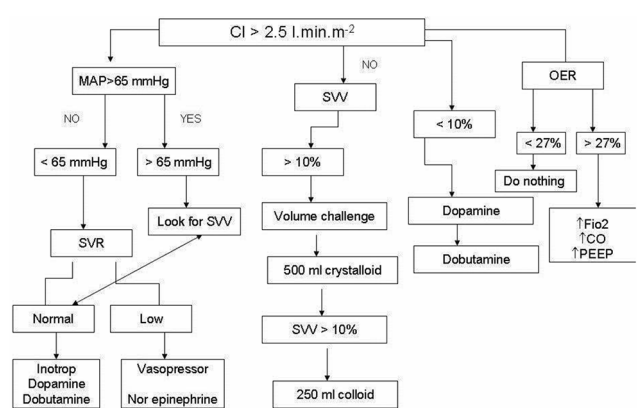 CI > 2.5 l.min.m-2
MAP>65 mmHg
NO
OER
SVV
NO
YES
< 10%
< 27%
> 27%
< 65 mmHg
> 65 mmHg
> 10%
Do nothing
Look for SVV
Volume challenge
Dopamine
↑Fio2
↑CO
↑PEEP
SVR
Dobutamine
500 ml crystalloid
Normal
Low
SVV > 10%
Inotrop
Dopamine
Dobutamine
Vasopressor
Nor epinephrine
250 ml colloid